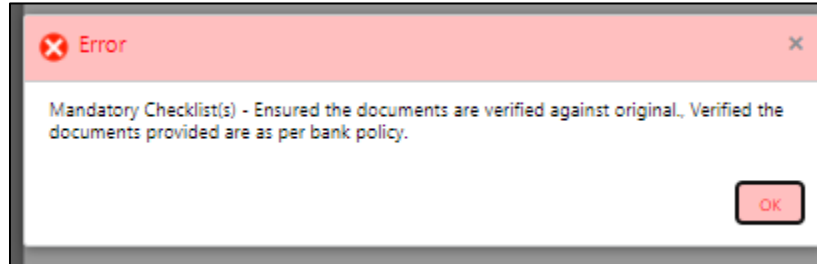 Error
Mandatory Checklist(s) - Ensured the documents are verified against original., Verified the
documents provided are as per bank policy.
OK